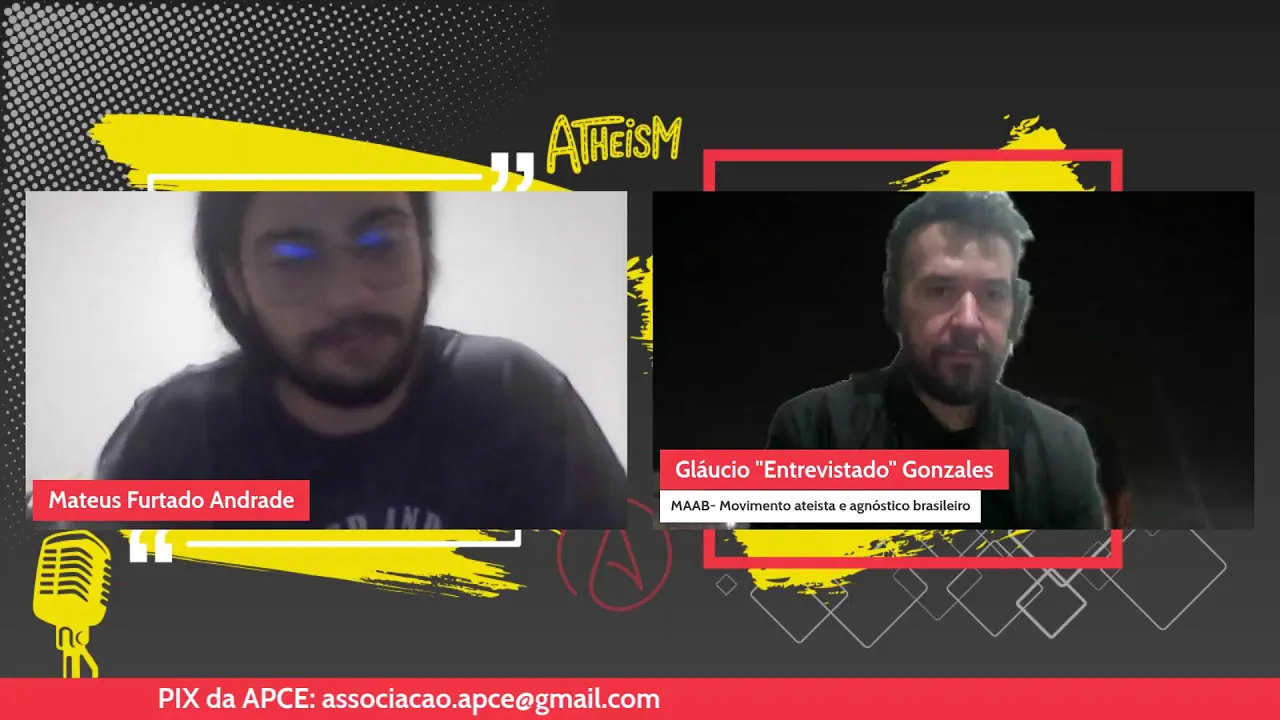 ATHEisM
Mateus Furtado Andrade
Gláucio "Entrevistado" Gonzales
MAAB- Movimento ateista e agnóstico brasileiro
PIX da APCE: associacao.apce@gmail.com